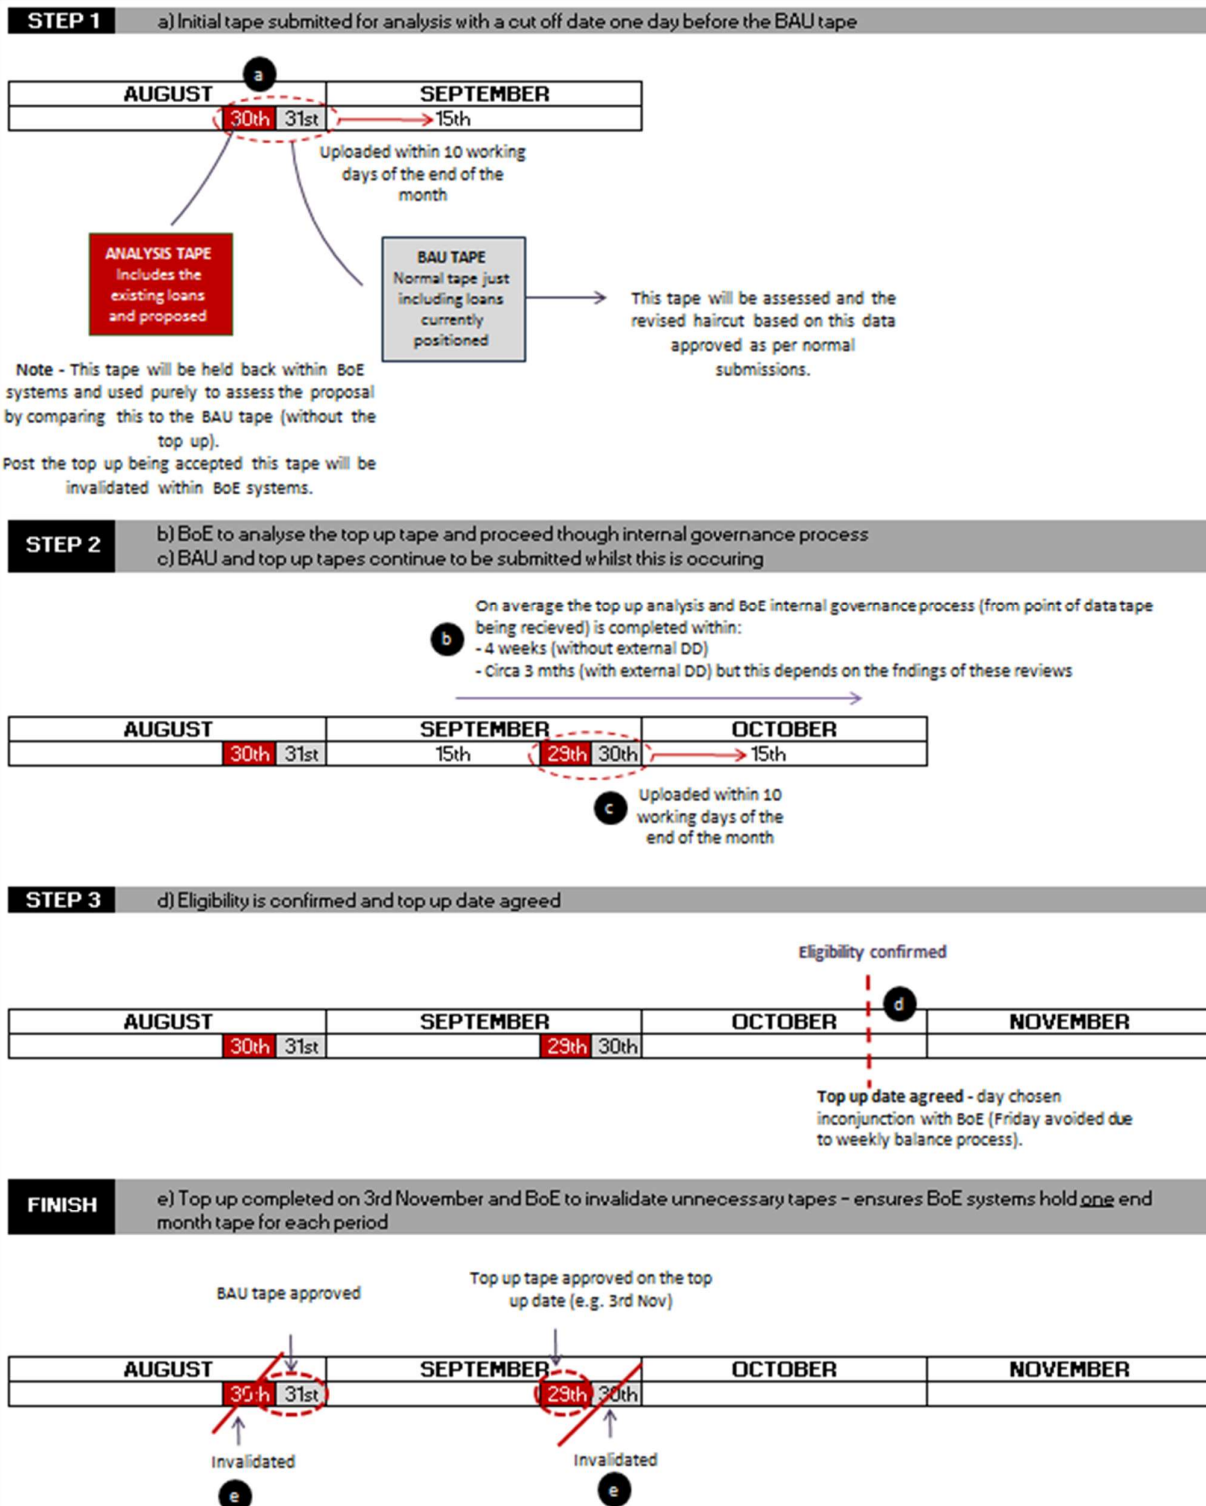 STEP 1
a) Initial tape submitted for analysis with a cut off date one day before the BAU tape
a
AUGUST SEPTEMBER
30th 31st 15th
Uploaded within 10 working
days of the end of the
month
ANALYSIS TAPE
Includes the
existing loans
and proposed
BAU TAPE
Normal tape just
including loans
currently
positioned
This tape will be assessed and the
revised haircut based on this data
approved as per normal
submissions.
Note - This tape will be held back within BoE
systems and used purely to assess the proposal
by comparing this to the BAU tape (without the
top up).
Post the top up being accepted this tape will be
invalidated within BoE systems.
STEP 2
b) BoE to analyse the top up tape and proceed though internal governance process
c) BAU and top up tapes continue to be submitted whilst this is occuring
b
On average the top up analysis and BoE internal governance process (from point of data tape
being recieved) is completed within:
- 4 weeks (without external DD)
- Circa 3 mths (with external DD) but this depends on the fndings of these reviews
AUGUST SEPTEMBER OCTOBER
30th 31st 15th 29th 30th 15th
c
Uploaded within 10
working days of the
end of the month
STEP 3
d) Eligibility is confirmed and top up date agreed
Eligibility confirmed
d
AUGUST SEPTEMBER OCTOBER NOVEMBER
30th 31st 29th 30th
Top up date agreed - day chosen
inconjunction with BoE (Friday avoided due
to weekly balance process).
FINISH
e) Top up completed on 3rd November and BoE to invalidate unnecessary tapes - ensures BoE systems hold one end
month tape for each period
BAU tape approved
Top up tape approved on the top
up date (e.g. 3rd Nov)
AUGUST SEPTEMBER OCTOBER NOVEMBER
30th 31st 29th 30th
Invalidated
Invalidated
e
e